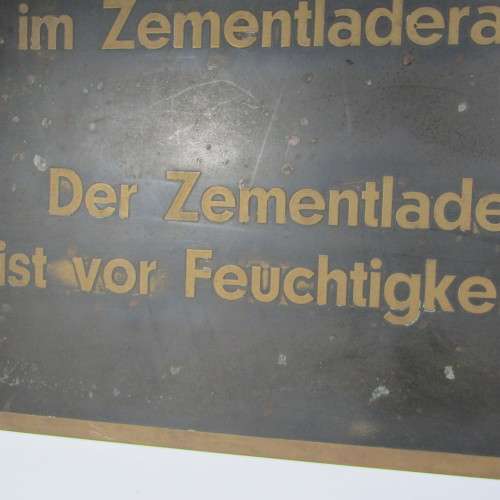 im Zementladera
Der Zementlade
ist vor Feuchtigke